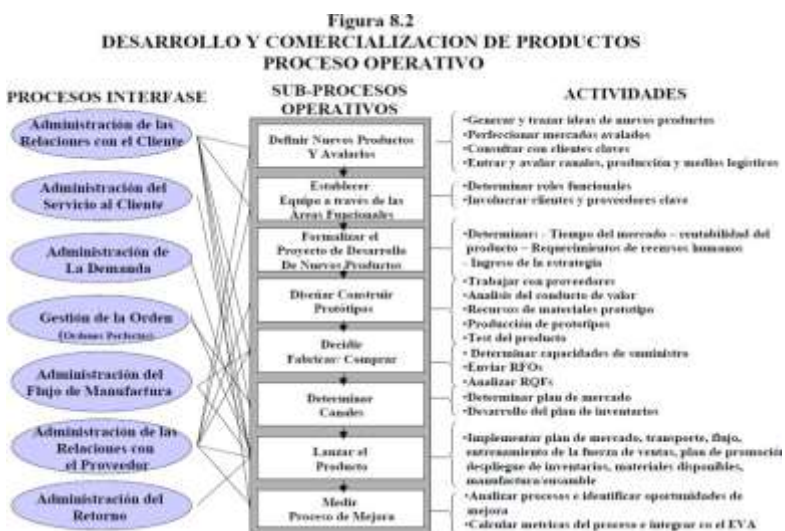 Figura 8.2
DESARROLLO Y COMERCIALIZACION DE PRODUCTOS
PROCESO OPERATIVO
PROCESOS INTERFASE
Administración de las
Relaciones con el Cliente
Administración del
Servicio al Cliente
Administración de
La Demanda
Gestión de la Orden
(Ordenes Perfectas)
Administración del
Flujo de Manufactura
Administración de las
Relaciones con
el Proveedor
Administración del
Retorno
SUB-PROCESOS
OPERATIVOS
Definir Nuevos Productos
Y Avalarlos
Establecer
Equipo a través de las
Áreas Funcionales
Formalizar el
Proyecto de Desarrollo
De Nuevos Productos
Diseñar Construir
Protótipos
Decidir
Fabricar/ Comprar
Determinar
Canales
Lanzar el
Producto
Medir
Proceso de Mejora
ACTIVIDADES
•Generar y trazar ideas de nuevos productos
•Perfeccionar mercados avalados
•Consultar con clientes claves
•Entrar y avalar canales, producción y medios logísticos
•Determinar roles funcionales
•Involucrar clientes y proveedores clave
•Determinar: - Tiempo del mercado – rentabilidad del
producto – Requerimientos de recursos humanos
- Ingreso de la estrategia
•Trabajar con proveedores
•Analisis del conducto de valor
•Recursos de materiales prototipo
•Producción de prototipos
•Test del producto
• Determinar capacidades de suministro
•Enviar RFOs
•Analizar RQFs
•Determinar plan de mercado
•Desarrollo del plan de inventarios
•Implementar plan de mercado, transporte, flujo,
entrenamiento de la fuerza de ventas, plan de promoción
despliegue de inventarios, materiales disponibles,
manufactura/ensamble
•Analizar procesos e identificar oportunidades de
mejora
•Calcular metricas del proceso e integrar con el EVA